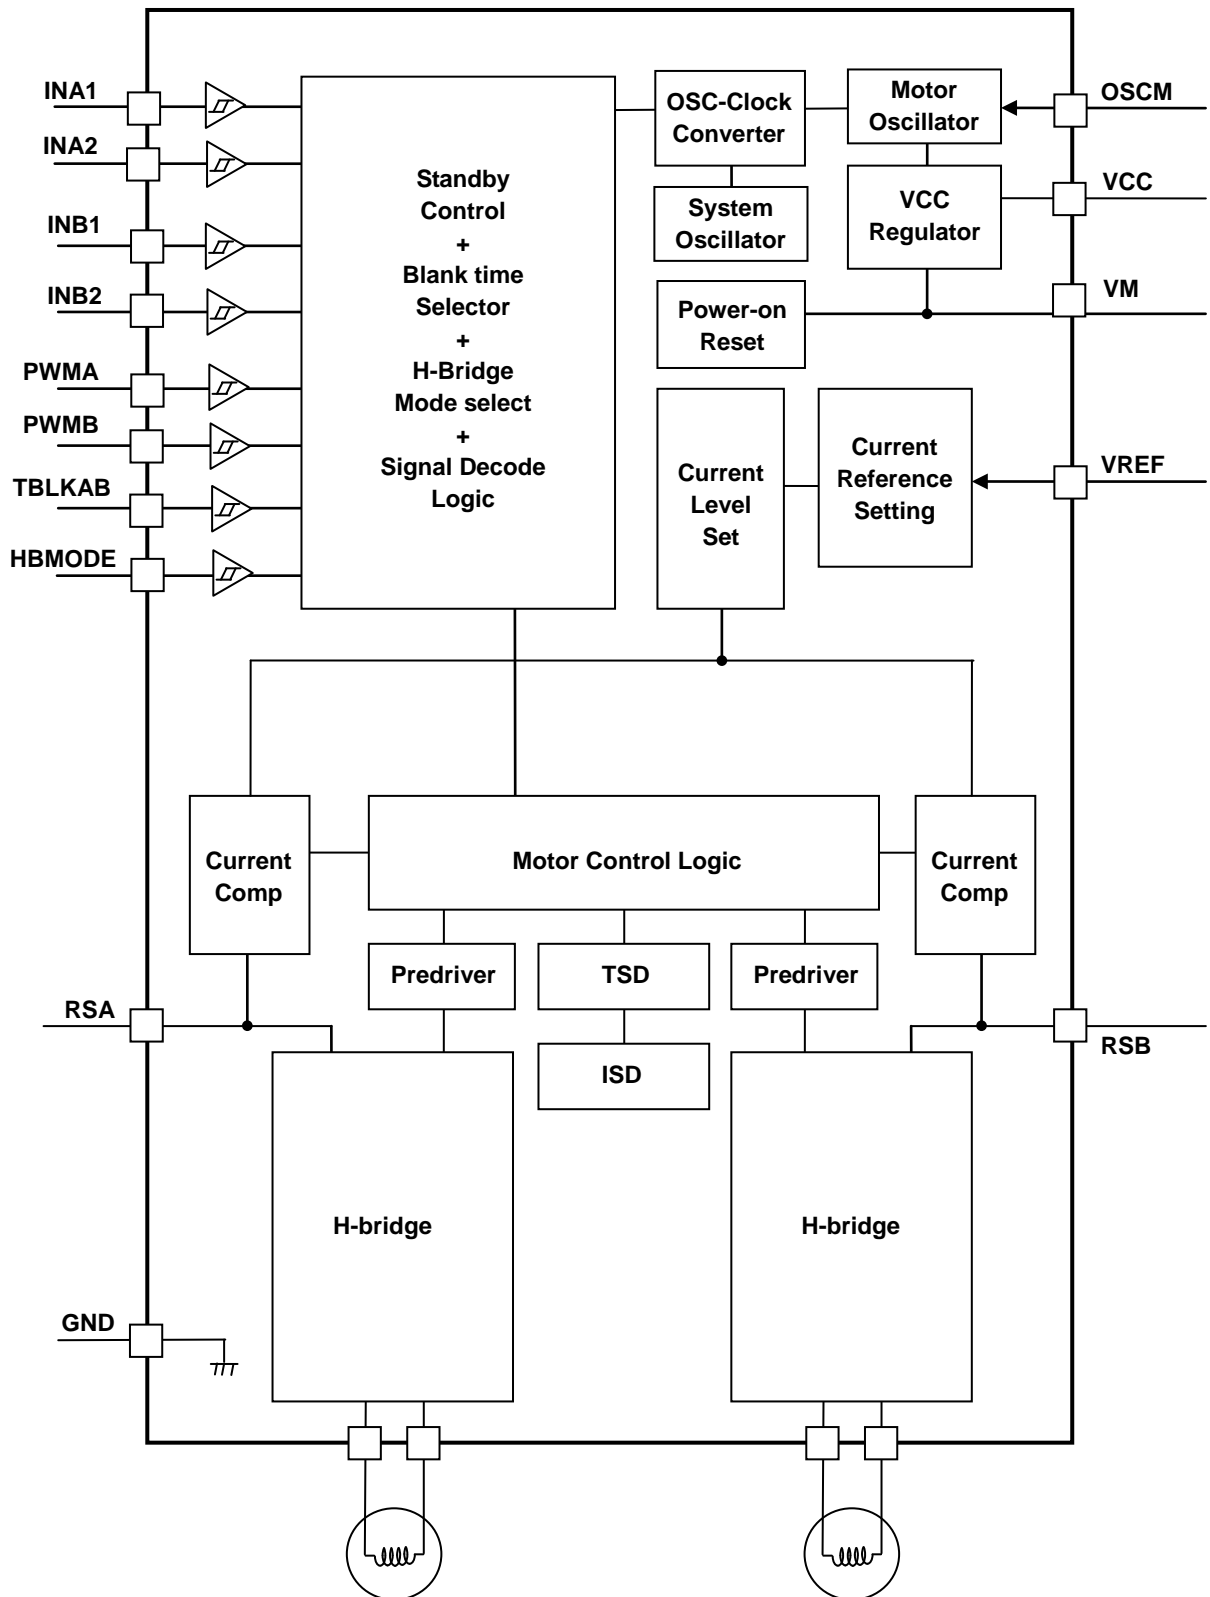 INA1
INA2
INB1
INB2
PWMA
PWMB
TBLKAB
HBMODE
Standby
Control
+
Blank time
Selector
+
H-Bridge
Mode select
+
Signal Decode
Logic
OSC-Clock
Converter
Motor
Oscillator
OSCM
System
Oscillator
VCC
Regulator
VCC
Power-on
Reset
VM
Current
Level
Set
Current
Reference
Setting
VREF
Current
Comp
Motor Control Logic
Current
Comp
Predriver
TSD
Predriver
RSA
ISD
RSB
H-bridge
H-bridge
GND